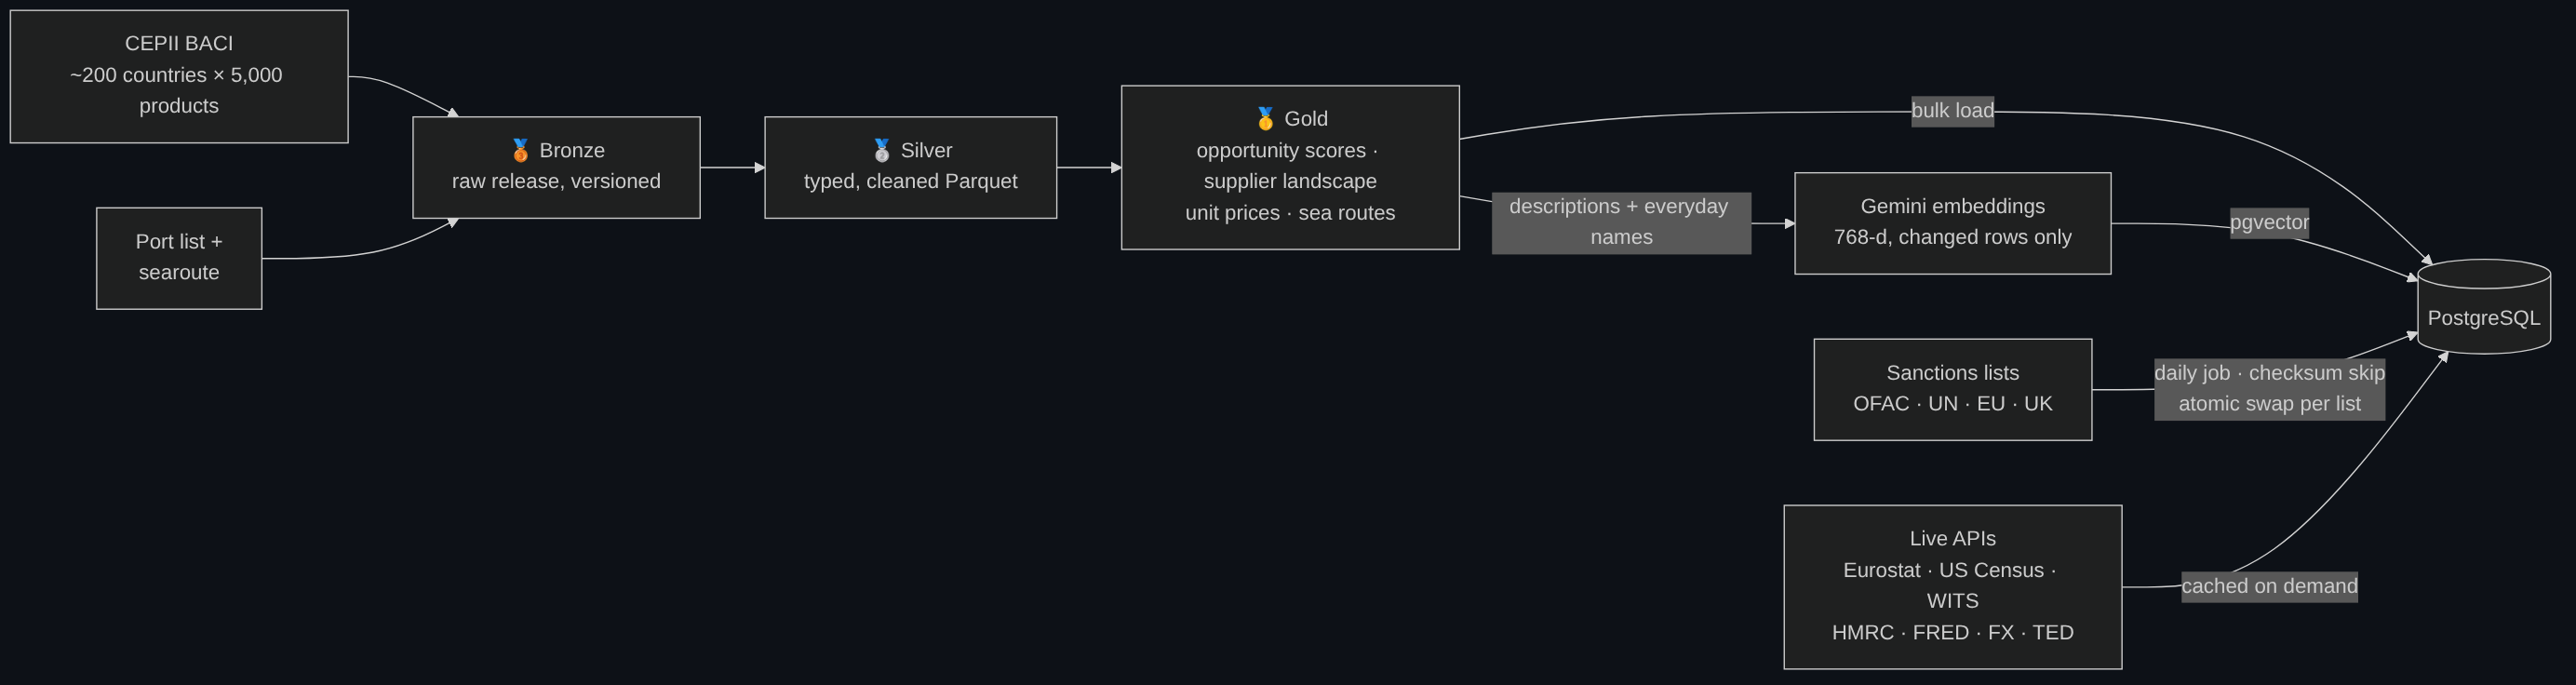 CEPII BACI
~200 countries × 5,000
products
Port list +
searoute
🥉 Bronze
raw release, versioned
🥈 Silver
typed, cleaned Parquet
🥇 Gold
opportunity scores ·
supplier landscape
unit prices · sea routes
bulk load
descriptions + everyday
names
Gemini embeddings
768-d, changed rows only
pgvector
PostgreSQL
Sanctions lists
OFAC · UN · EU · UK
daily job · checksum skip
atomic swap per list
Live APIs
Eurostat · US Census ·
WITS
HMRC · FRED · FX · TED
cached on demand